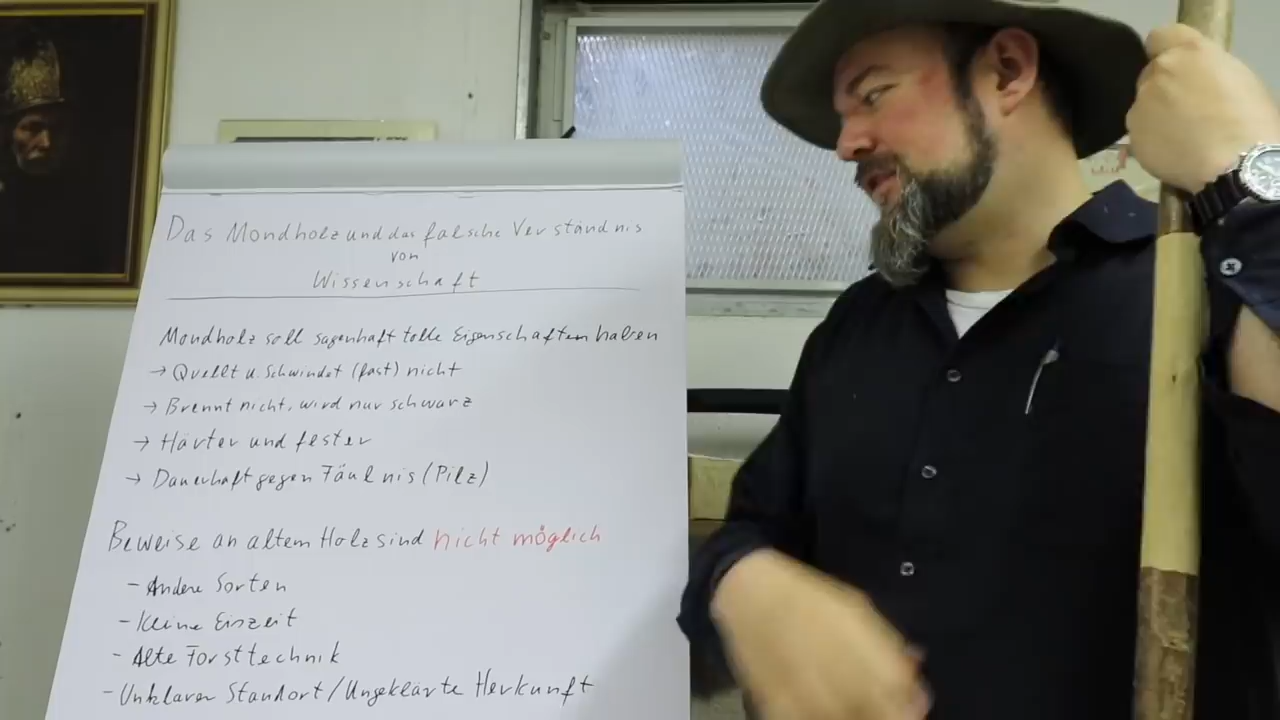 Das Mondholz und das falsche Verständnis
von
Wissenschaft
Mondholz soll sagenhaft tolle Eigenschaften haben
→ Quellt u. Schwindet (fast) nicht
→ Brennt nicht, wird nur schwarz
→ Härter und fester
→ Dauerhaft gegen Fäulnis (Pilz)
Beweise an altem Holz sind nicht möglich
- Andere Sorten
- Keine Eiszeit
- Alte Forsttechnik
- Unklarer Standort / Ungeklärte Herkunft